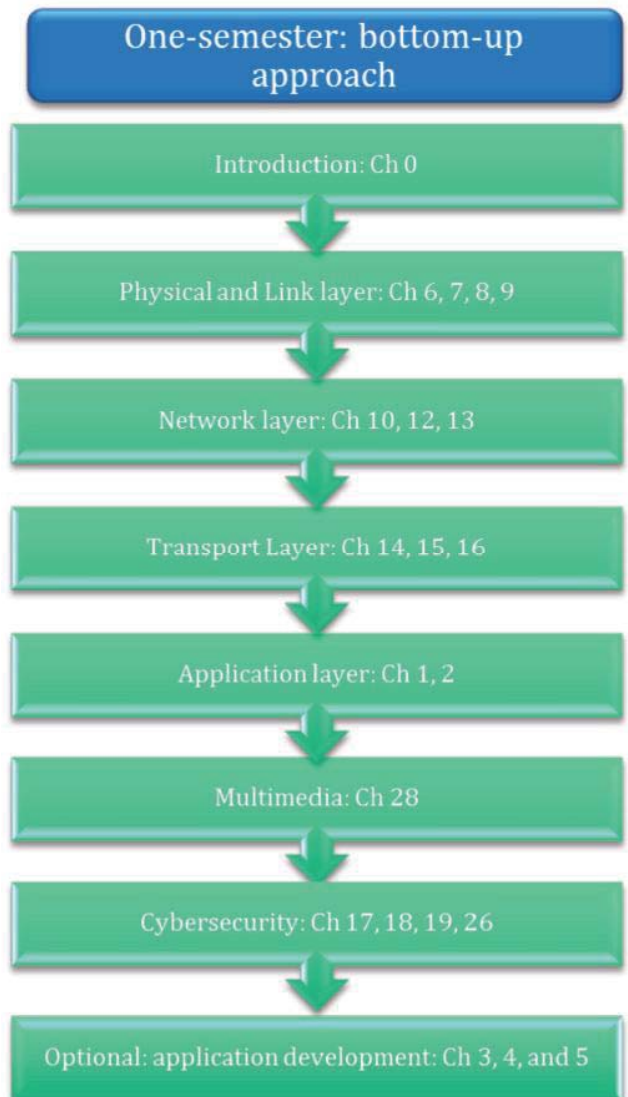 One-semester: bottom-up
approach
Introduction: Ch 0
Physical and Link layer: Ch 6, 7, 8, 9
Network layer: Ch 10, 12, 13
Transport Layer: Ch 14, 15, 16
Application layer: Ch 1, 2
Multimedia: Ch 28
Cybersecurity: Ch 17, 18, 19, 26
Optional: application development: Ch 3, 4, and 5